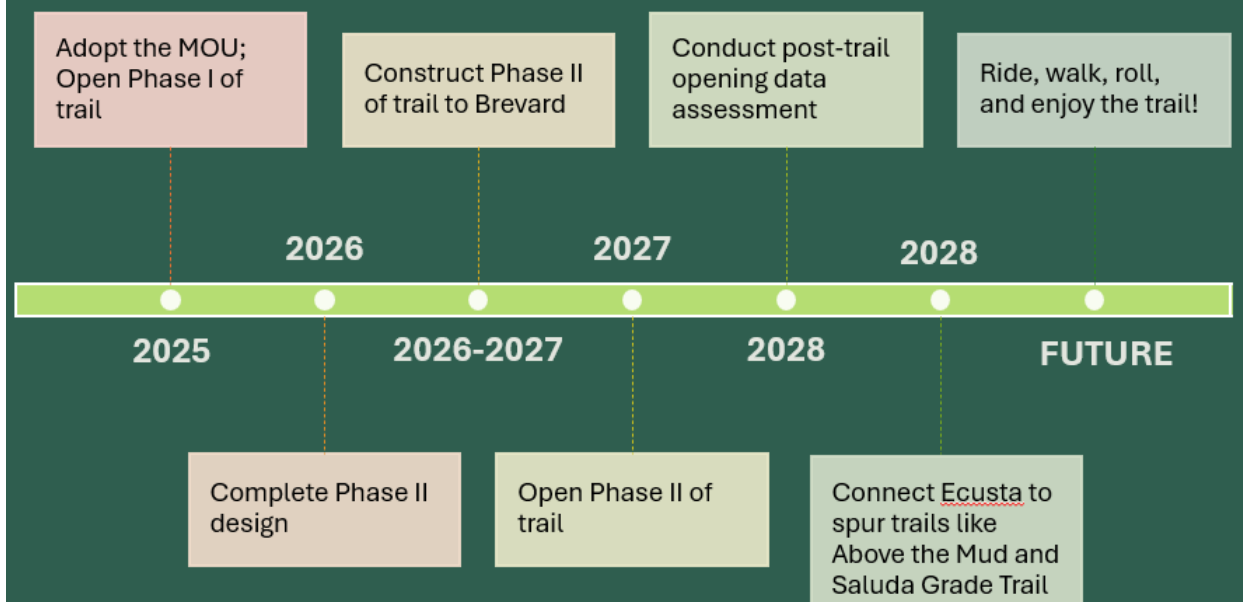 Adopt the MOU;
Open Phase I of
trail
Construct Phase II
of trail to Brevard
Conduct post-trail
opening data
assessment
Ride, walk, roll,
and enjoy the trail!
2026
2027
2028
2025
2026-2027
2028
FUTURE
Complete Phase II
design
Open Phase II of
trail
Connect Ecusta to
spur trails like
Above the Mud and
Saluda Grade Trail